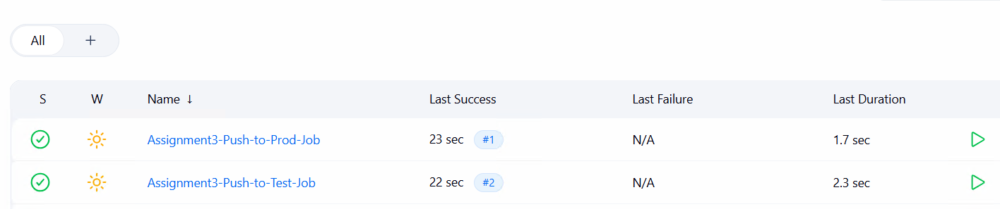 All +
S W Name ↓ Last Success Last Failure Last Duration
Assignment3-Push-to-Prod-Job 23 sec #1 N/A 1.7 sec
Assignment3-Push-to-Test-Job 22 sec #2 N/A 2.3 sec